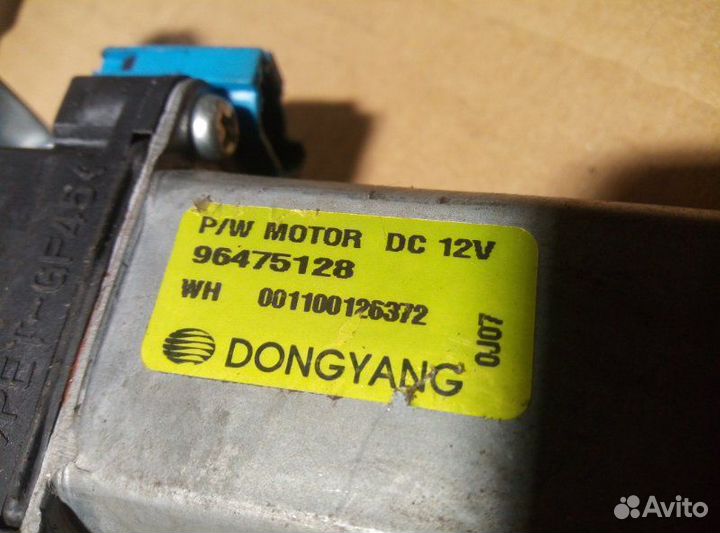 P/W MOTOR DC 12V
96475128
WH 001100126372
0J07
DONGYANG
Avito